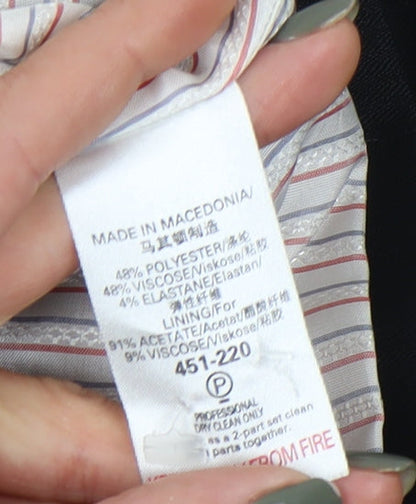 MADE IN MACEDONIA/
马其顿制造
48% POLYESTER/涤纶
48% VISCOSE/Viskose/粘胶
4% ELASTANE/Elastan/
弹性纤维
LINING/For
91% ACETATE/Acetat/醋酸纤维
9% VISCOSE/Viskose/粘胶
451-220
P
PROFESSIONAL
DRY CLEAN ONLY
as a 2-part set clean
parts together.
FROM FIRE